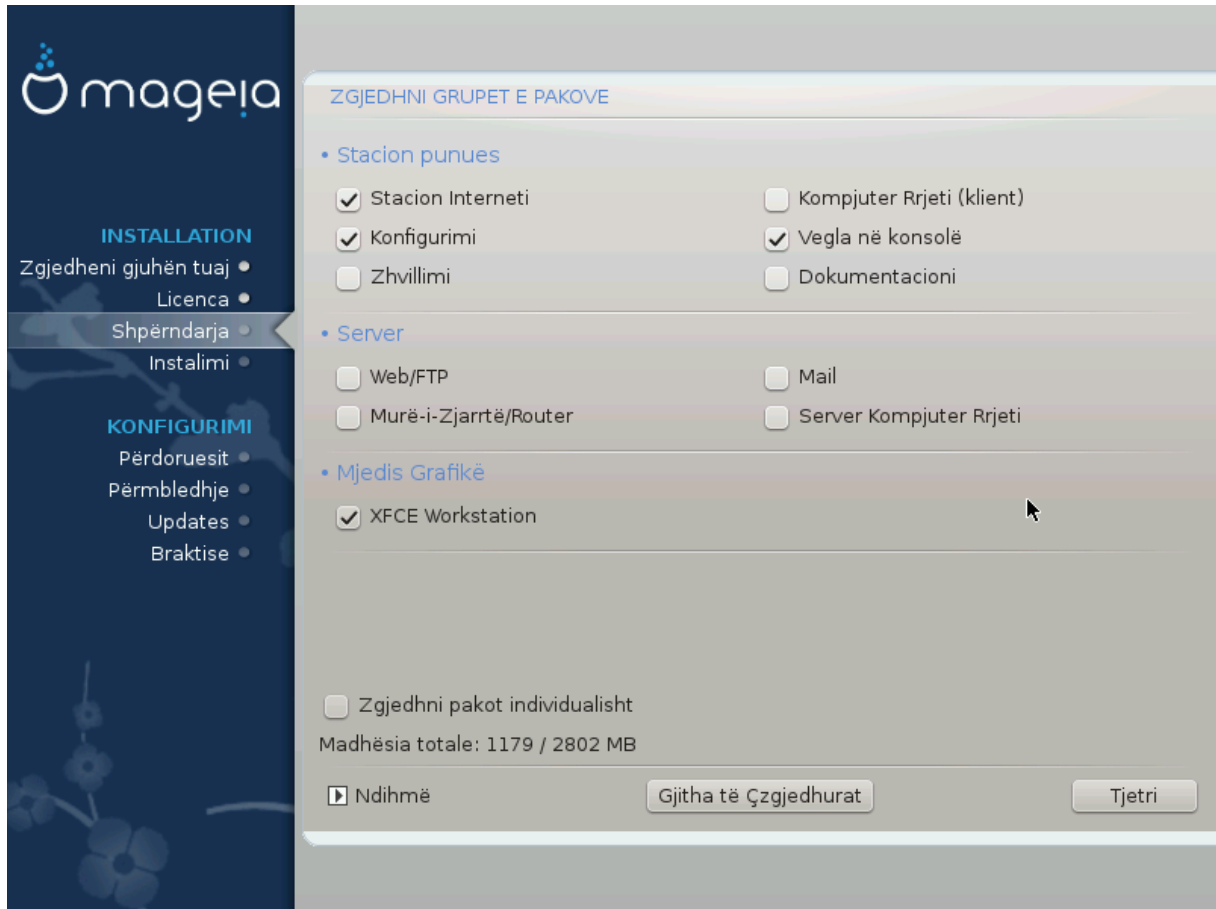 mageia
INSTALLATION
Zgjedheni gjuhën tuaj
Licenca
Shpërndarja
Instalimi
KONFIGURIMI
Përdoruesit
Përmbledhje
Updates
Braktise
ZGJEDHNI GRUPET E PAKOVE
• Stacion punues
Stacion Interneti
Kompjuter Rrjeti (klient)
Konfigurimi
Vegla në konsolë
Zhvillimi
Dokumentacioni
• Server
Web/FTP
Mail
Murë-i-Zjarrtë/Router
Server Kompjuter Rrjeti
• Mjedis Grafikë
XFCE Workstation
Zgjedhni pakot individualisht
Madhësia totale: 1179 / 2802 MB
Ndihmë
Gjitha të Çzgjedhurat
Tjetri